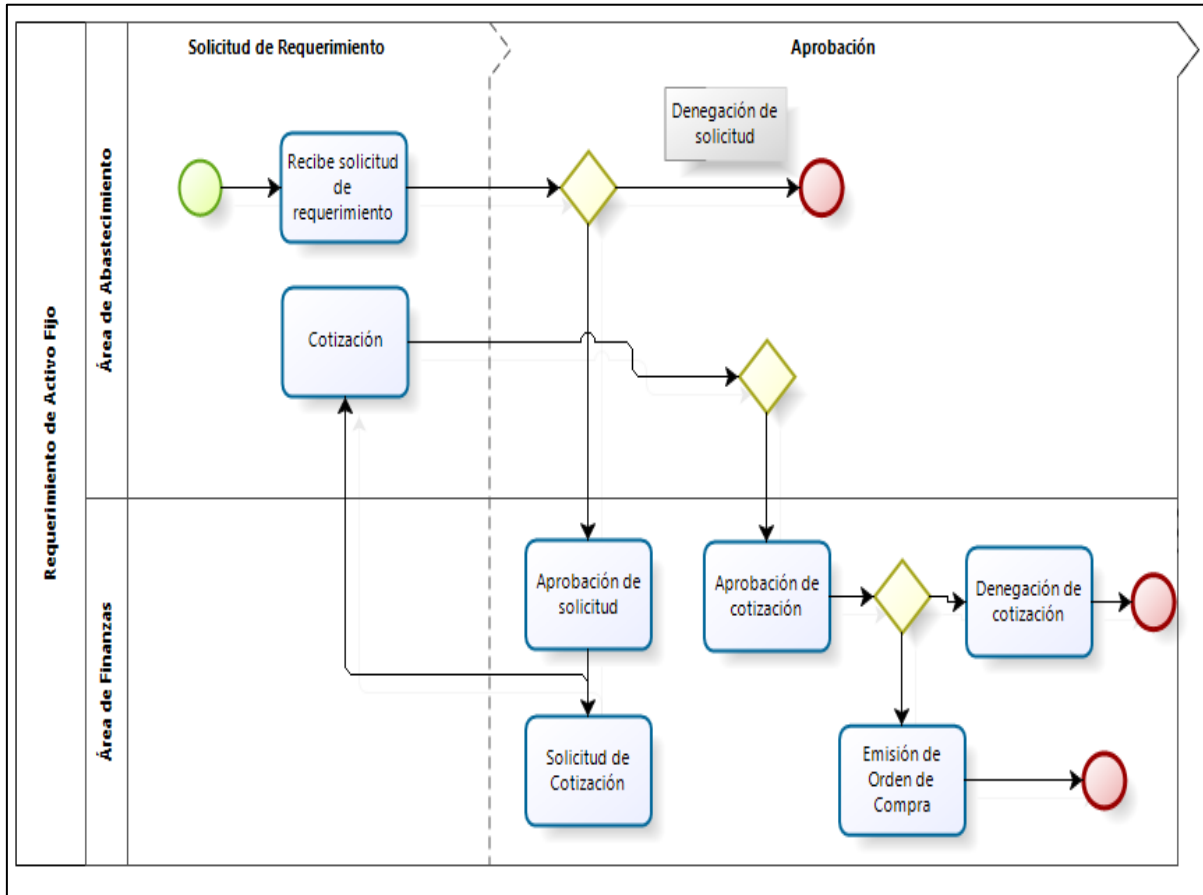 Solicitud de Requerimiento
Aprobación
Requerimiento de Activo Fijo
Área de Abastecimiento
Recibe solicitud
de
requerimiento
Denegación de
solicitud
Cotización
Área de Finanzas
Aprobación de
solicitud
Aprobación de
cotización
Denegación de
cotización
Solicitud de
Cotización
Emisión de
Orden de
Compra